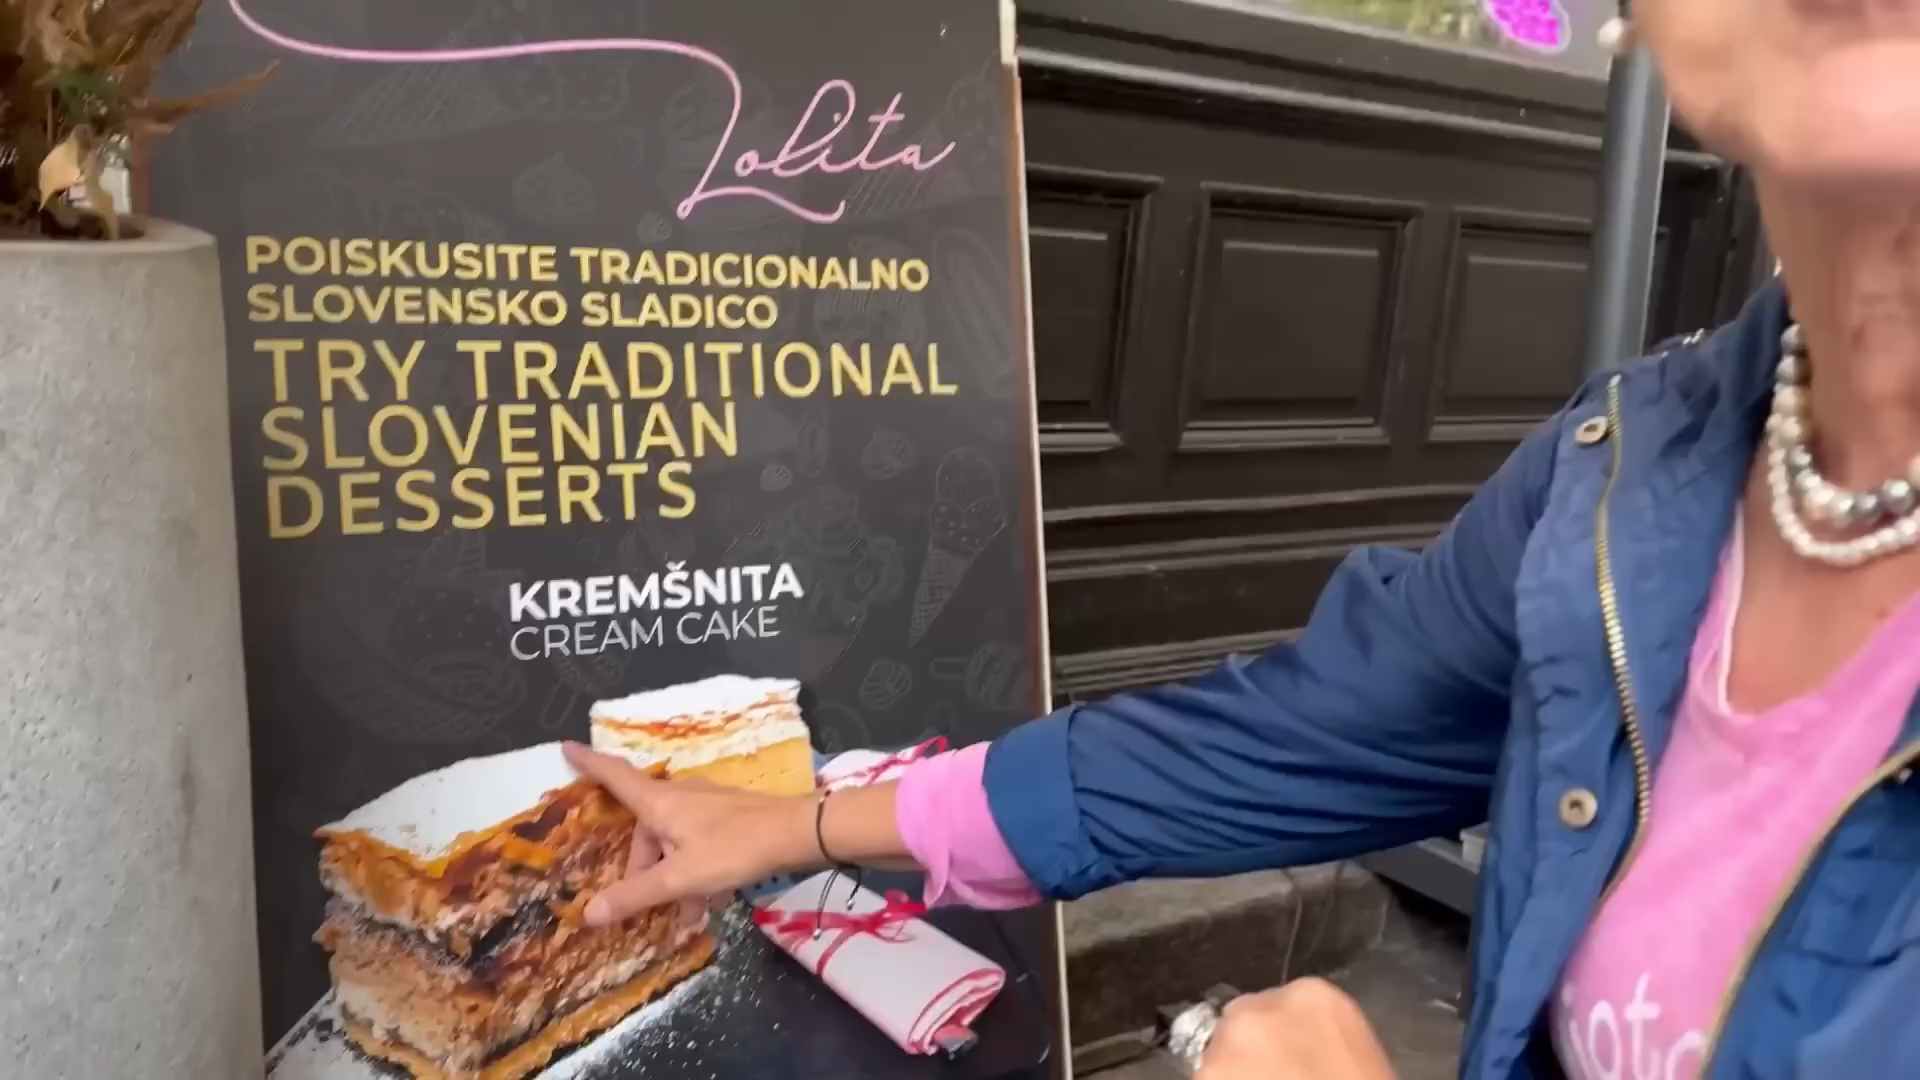 Lolita
POISKUSITE TRADICIONALNO
SLOVENSKO SLADICO
TRY TRADITIONAL
SLOVENIAN
DESSERTS
KREMŠNITA
CREAM CAKE